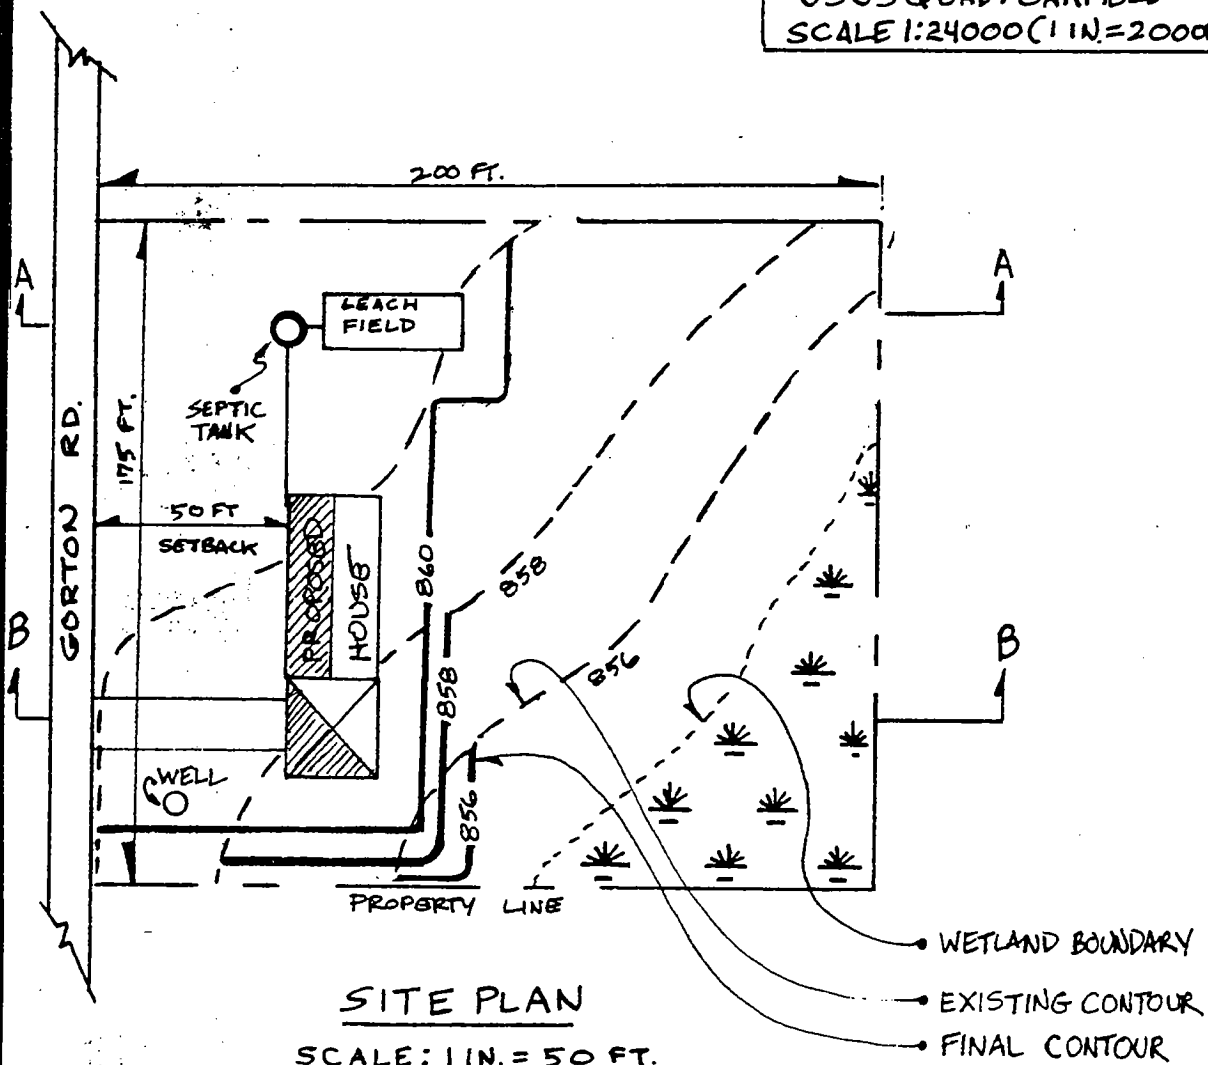 SCALE 1:24000 (1 IN.=2000
200 FT.
A
A
LEACH
FIELD
SEPTIC
TANK
175 FT.
GORTON RD.
50 FT
SETBACK
PROPOSED
HOUSE
860
858
858
856
856
B
B
WELL
PROPERTY LINE
WETLAND BOUNDARY
EXISTING CONTOUR
FINAL CONTOUR
SITE PLAN
SCALE: 1 IN. = 50 FT.